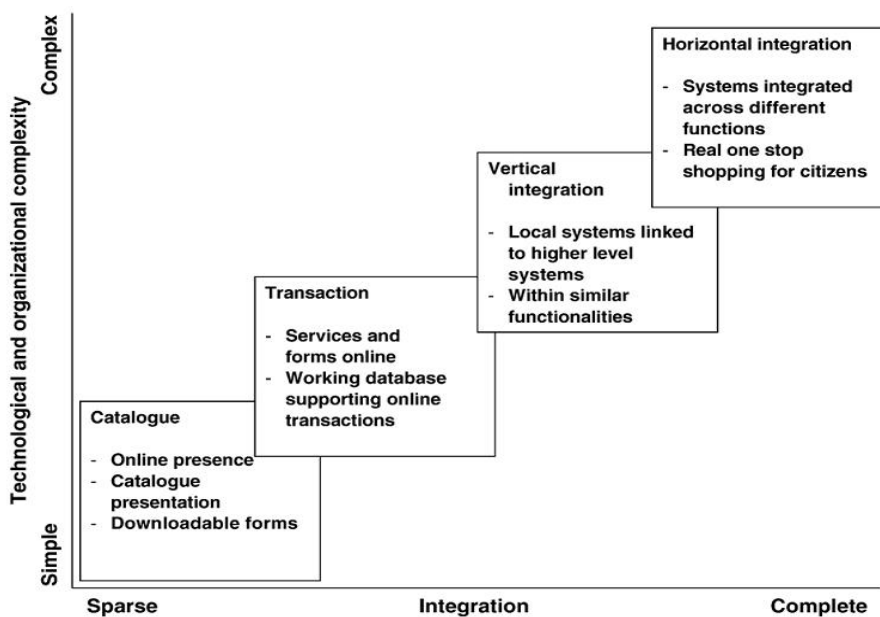 Technological and organizational complexity
Complex
Simple
Horizontal integration
- Systems integrated
across different
functions
- Real one stop
shopping for citizens
Vertical
integration
- Local systems linked
to higher level
systems
- Within similar
functionalities
Transaction
- Services and
forms online
- Working database
supporting online
transactions
Catalogue
- Online presence
- Catalogue
presentation
- Downloadable forms
Sparse
Integration
Complete